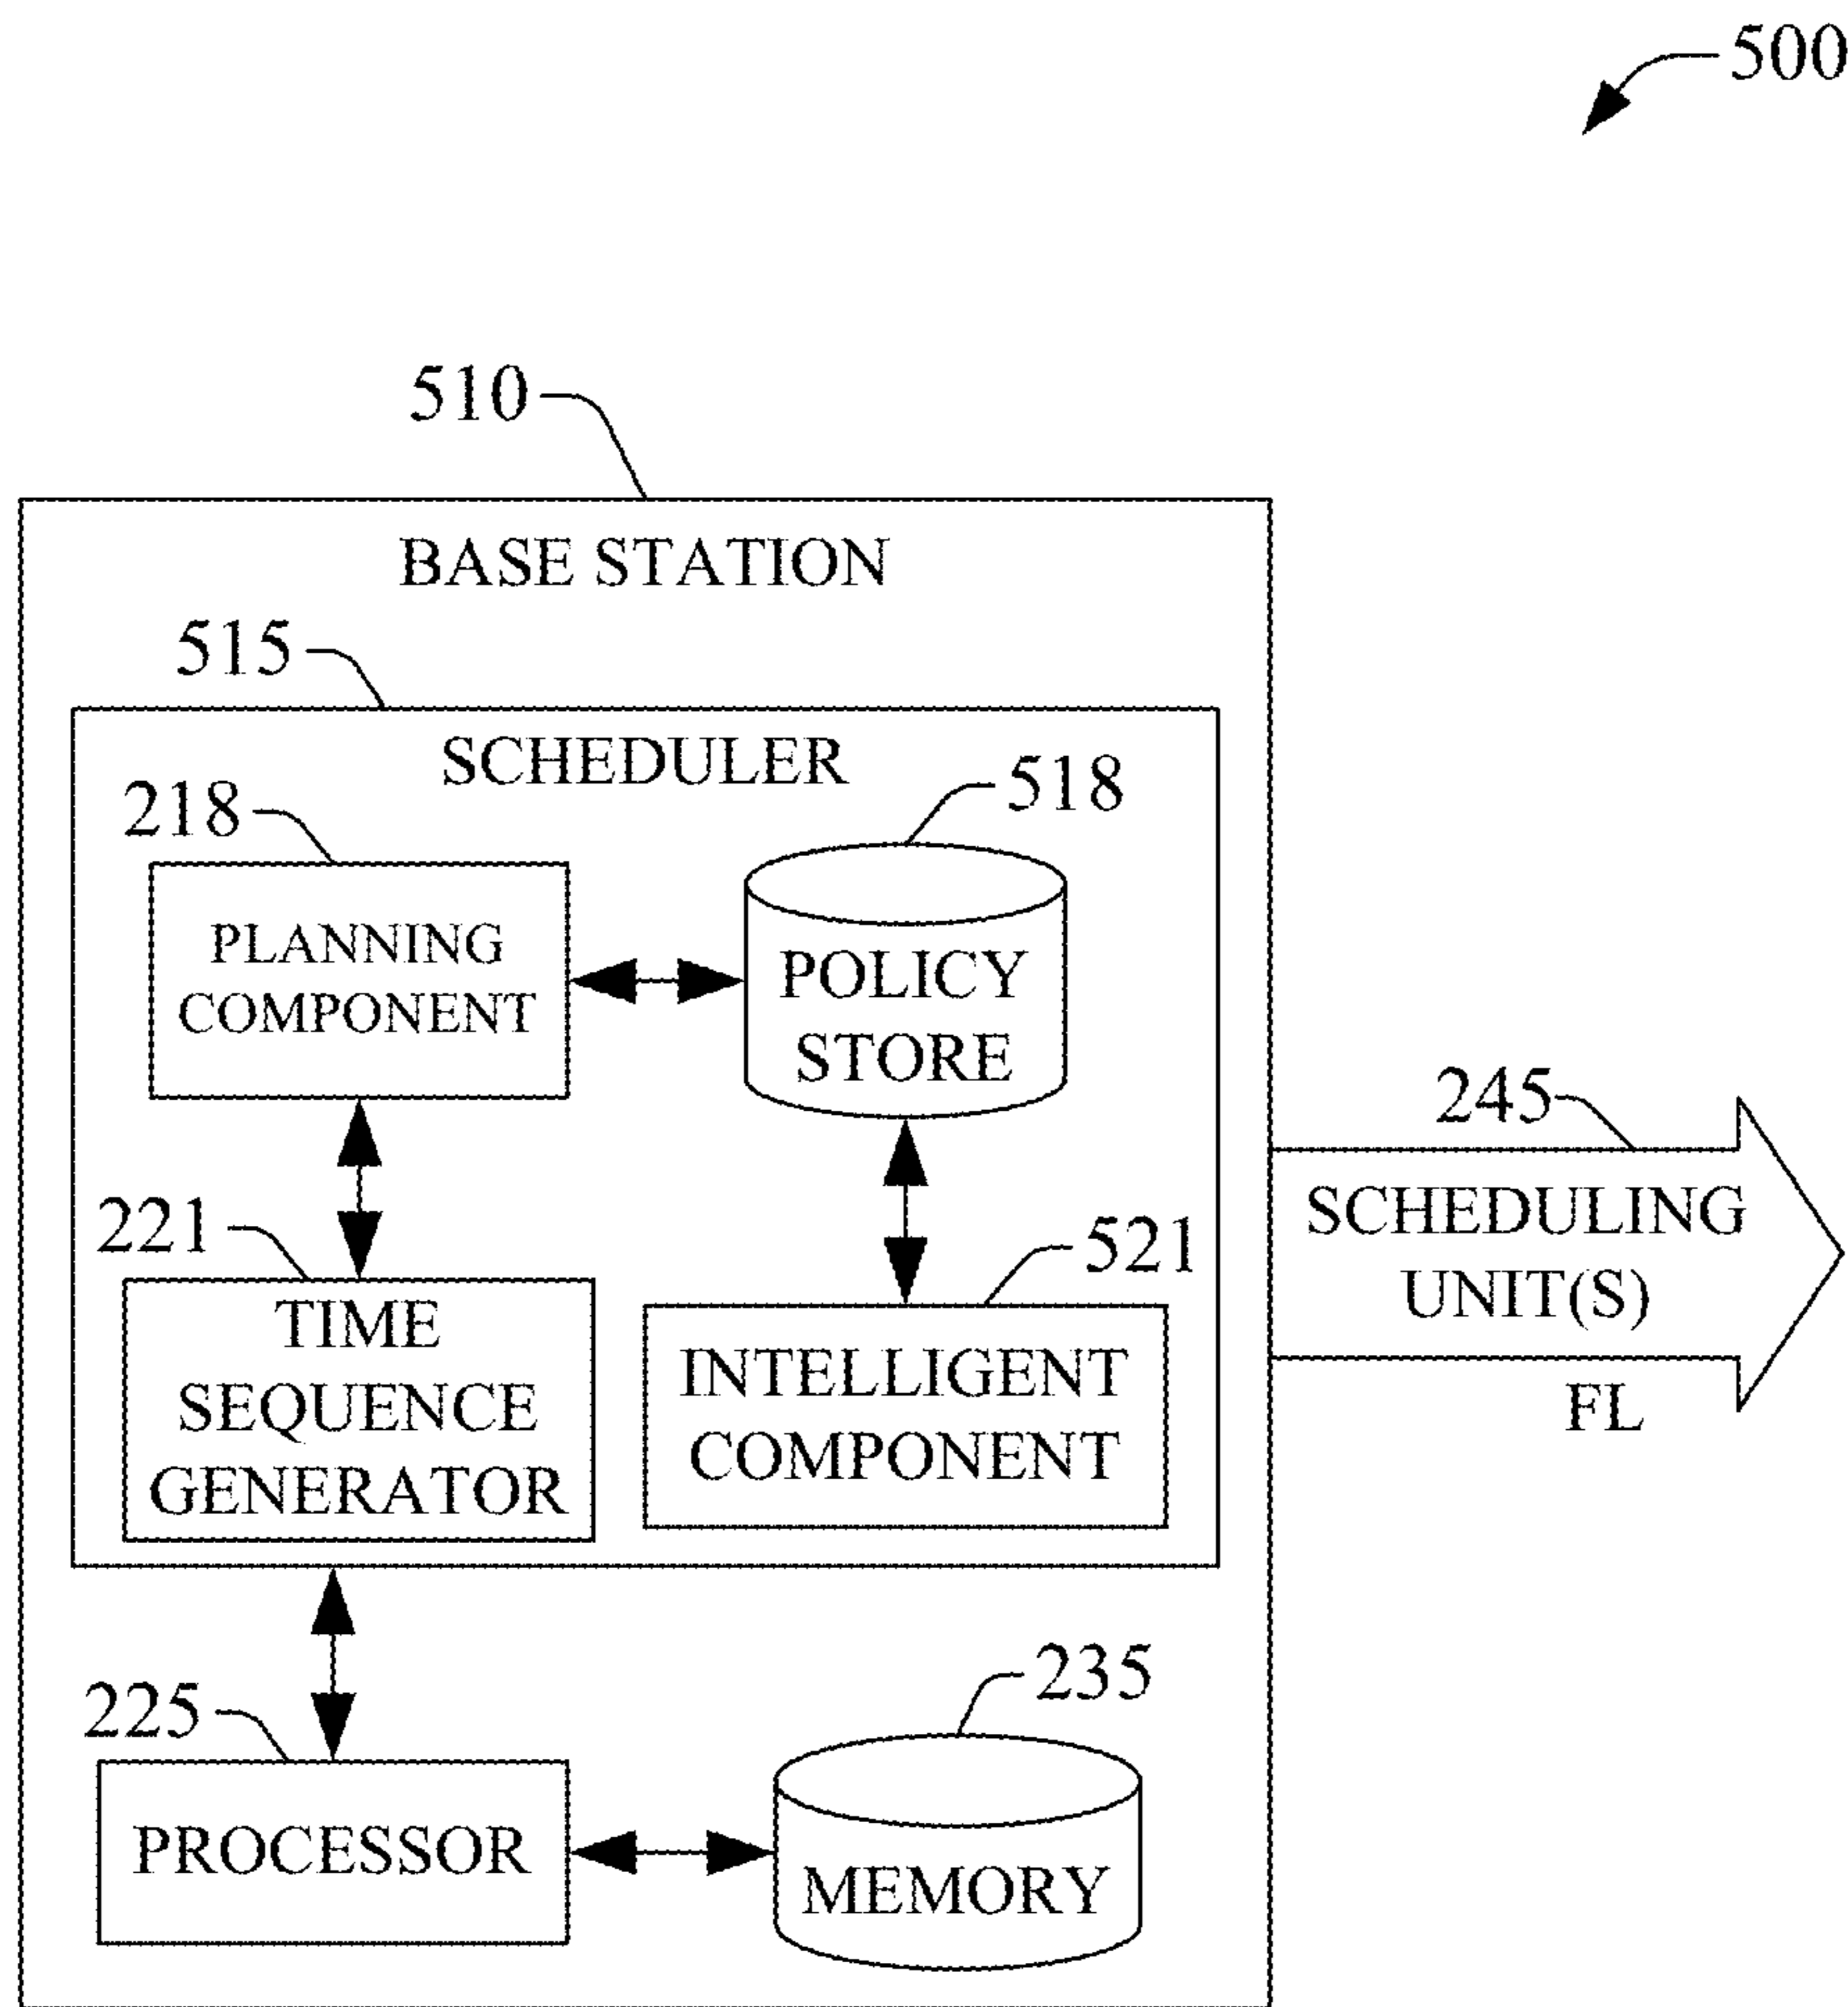 500
510
BASE STATION
515
SCHEDULER
218
518
PLANNING
COMPONENT
POLICY
STORE
245
SCHEDULING
UNIT(S)
FL
221
521
TIME
SEQUENCE
GENERATOR
INTELLIGENT
COMPONENT
225
235
PROCESSOR
MEMORY